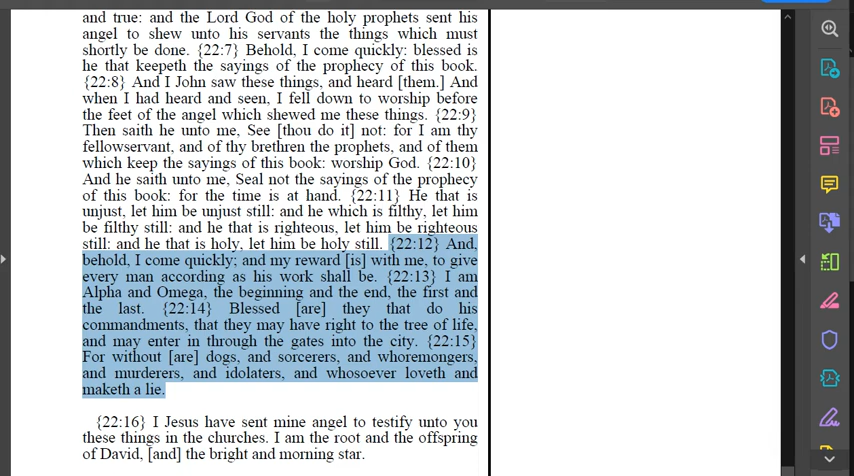 and true: and the Lord God of the holy prophets sent his
angel to shew unto his servants the things which must
shortly be done. {22:7} Behold, I come quickly: blessed is
he that keepeth the sayings of the prophecy of this book.
{22:8} And I John saw these things, and heard [them.] And
when I had heard and seen, I fell down to worship before
the feet of the angel which shewed me these things. {22:9}
Then saith he unto me, See [thou do it] not: for I am thy
fellowservant, and of thy brethren the prophets, and of them
which keep the sayings of this book: worship God. {22:10}
And he saith unto me, Seal not the sayings of the prophecy
of this book: for the time is at hand. {22:11} He that is
unjust, let him be unjust still: and he which is filthy, let him
be filthy still: and he that is righteous, let him be righteous
still: and he that is holy, let him be holy still. {22:12} And,
behold, I come quickly; and my reward [is] with me, to give
every man according as his work shall be. {22:13} I am
Alpha and Omega, the beginning and the end, the first and
the last. {22:14} Blessed [are] they that do his
commandments, that they may have right to the tree of life,
and may enter in through the gates into the city. {22:15}
For without [are] dogs, and sorcerers, and whoremongers,
and murderers, and idolaters, and whosoever loveth and
maketh a lie.
{22:16} I Jesus have sent mine angel to testify unto you
these things in the churches. I am the root and the offspring
of David, [and] the bright and morning star.